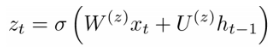 z_t = σ (W^{(z)} x_t + U^{(z)} h_{t-1})